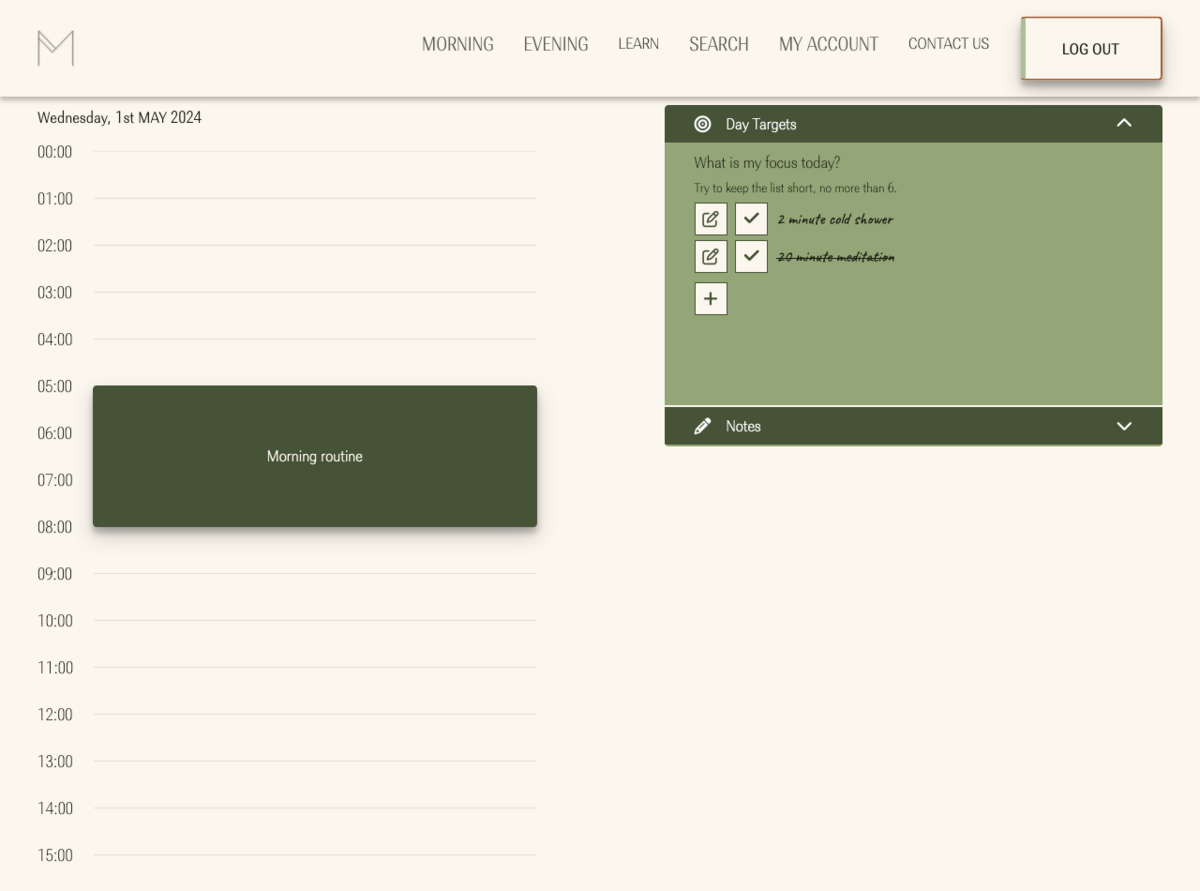 M
MORNING
EVENING
LEARN
SEARCH
MY ACCOUNT
CONTACT US
LOG OUT
Wednesday, 1st MAY 2024
00:00
01:00
02:00
03:00
04:00
05:00
06:00
07:00
08:00
Morning routine
09:00
10:00
11:00
12:00
13:00
14:00
15:00
Day Targets
What is my focus today?
Try to keep the list short, no more than 6.
2 minute cold shower
20 minute meditation
Notes